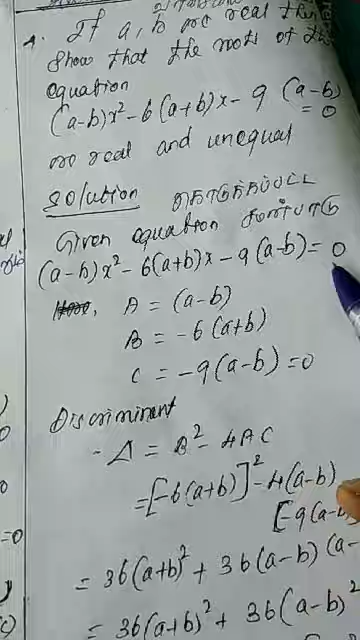 4. If a, b are real then
Show that the roots of the
equation
(a-b)x² - 6(a+b)x - 9 (a-b)
= 0
are real and unequal
Solution
Given equation
(a-b)x² - 6(a+b)x - 9(a-b) = 0
A = (a-b)
B = -6(a+b)
C = -9(a-b) = 0
Discriminant
Δ = B² - 4AC
= [-6(a+b)]² - 4(a-b)
[-9(a-b
= 36(a+b)² + 36(a-b)(a-
= 36(a+b)² + 36(a-b)²